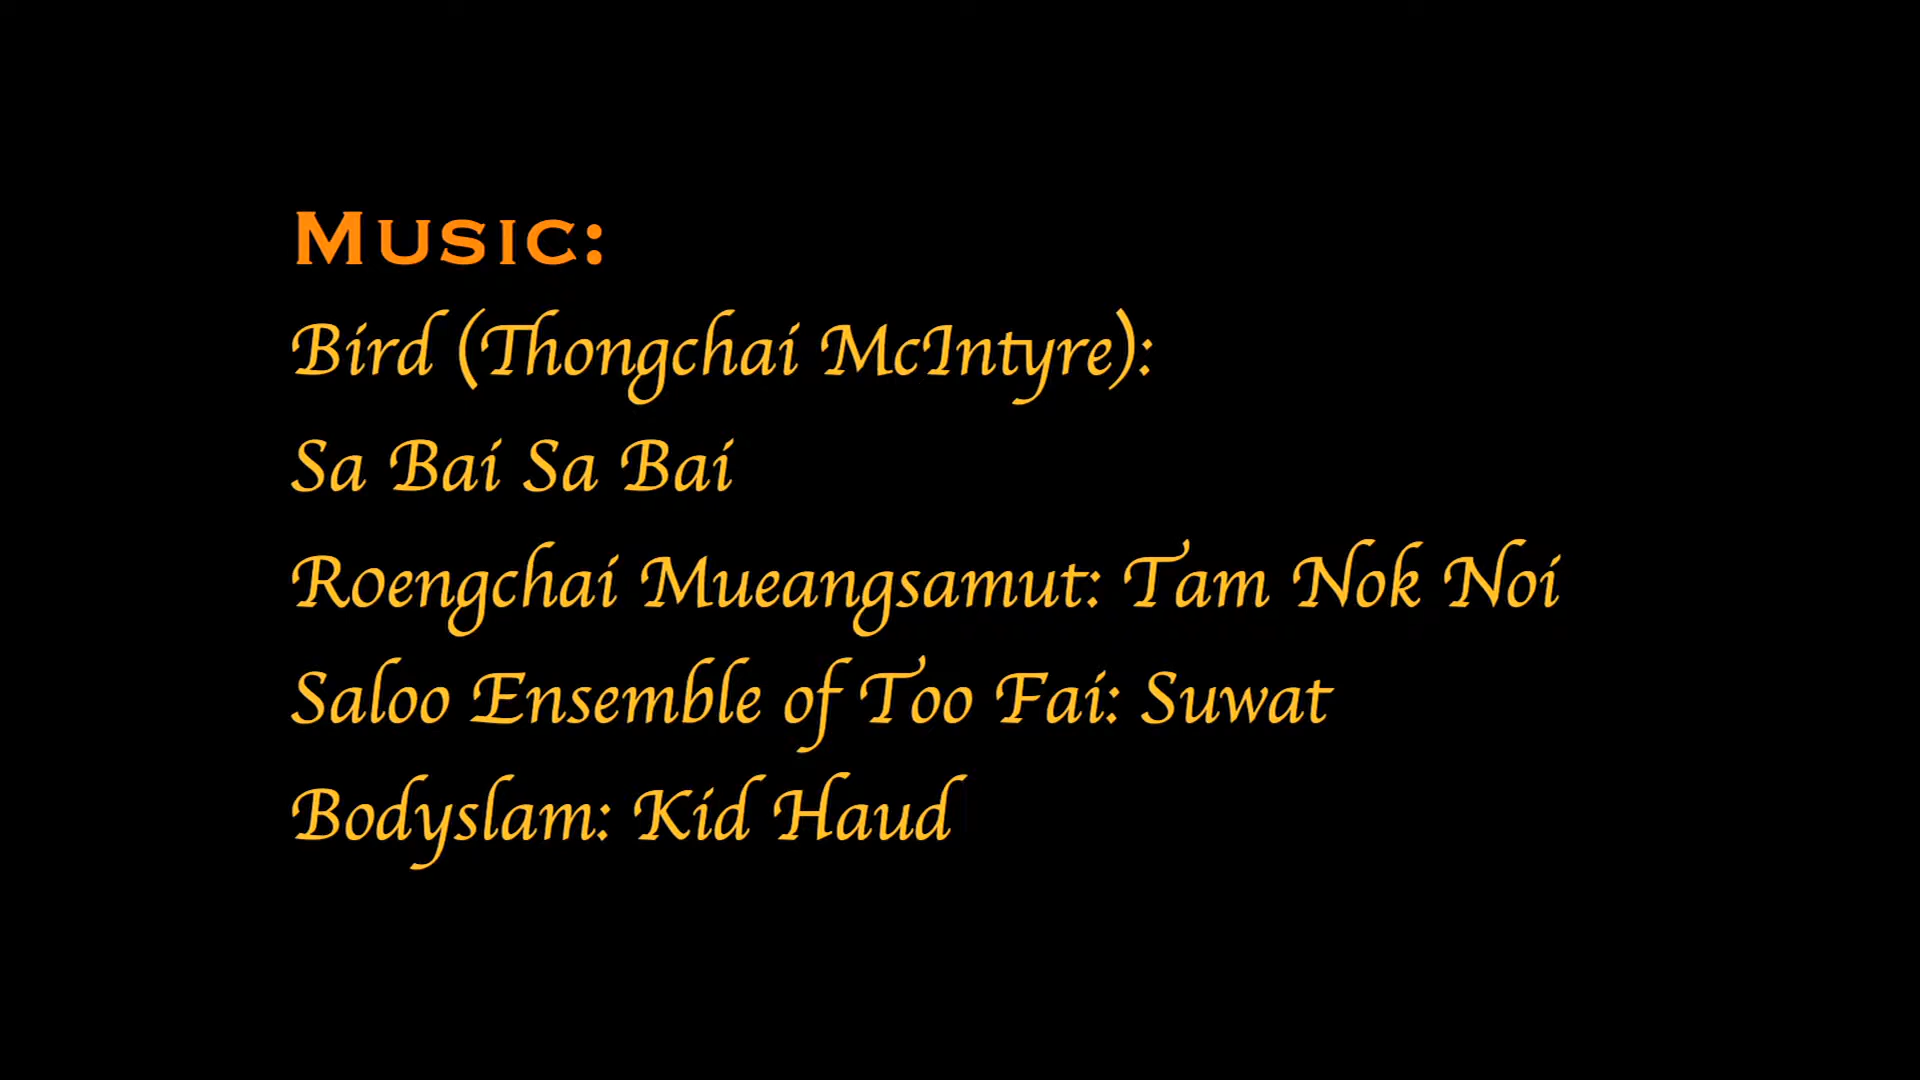 Music:
Bird (Thongchai McIntyre):
Sa Bai Sa Bai
Roengchai Mueangsamut: Tam Nok Noi
Saloo Ensemble of Too Fai: Suwat
Bodyslam: Kid Haud